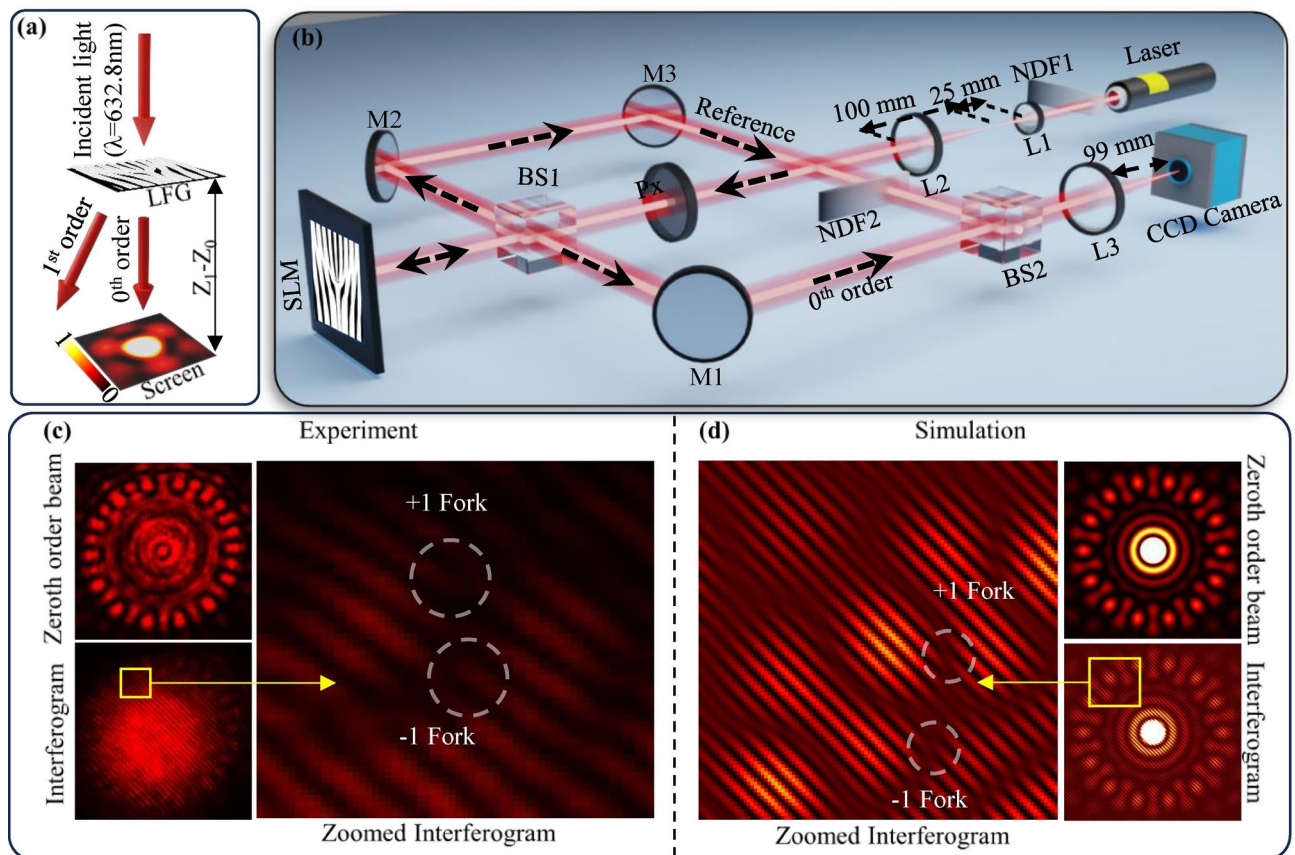 (a)
Incident light
(λ=632.8nm)
LFG
1st order
0th order
Z1-Z0
1
0
Screen
(b)
M3
M2
Reference
100 mm
25 mm
NDF1
Laser
L1
L2
99 mm
BS1
Px
NDF2
BS2
L3
CCD Camera
SLM
0th order
M1
(c)
Experiment
Zeroth order beam
Interferogram
+1 Fork
-1 Fork
Zoomed Interferogram
(d)
Simulation
+1 Fork
-1 Fork
Zoomed Interferogram
Zeroth order beam
Interferogram